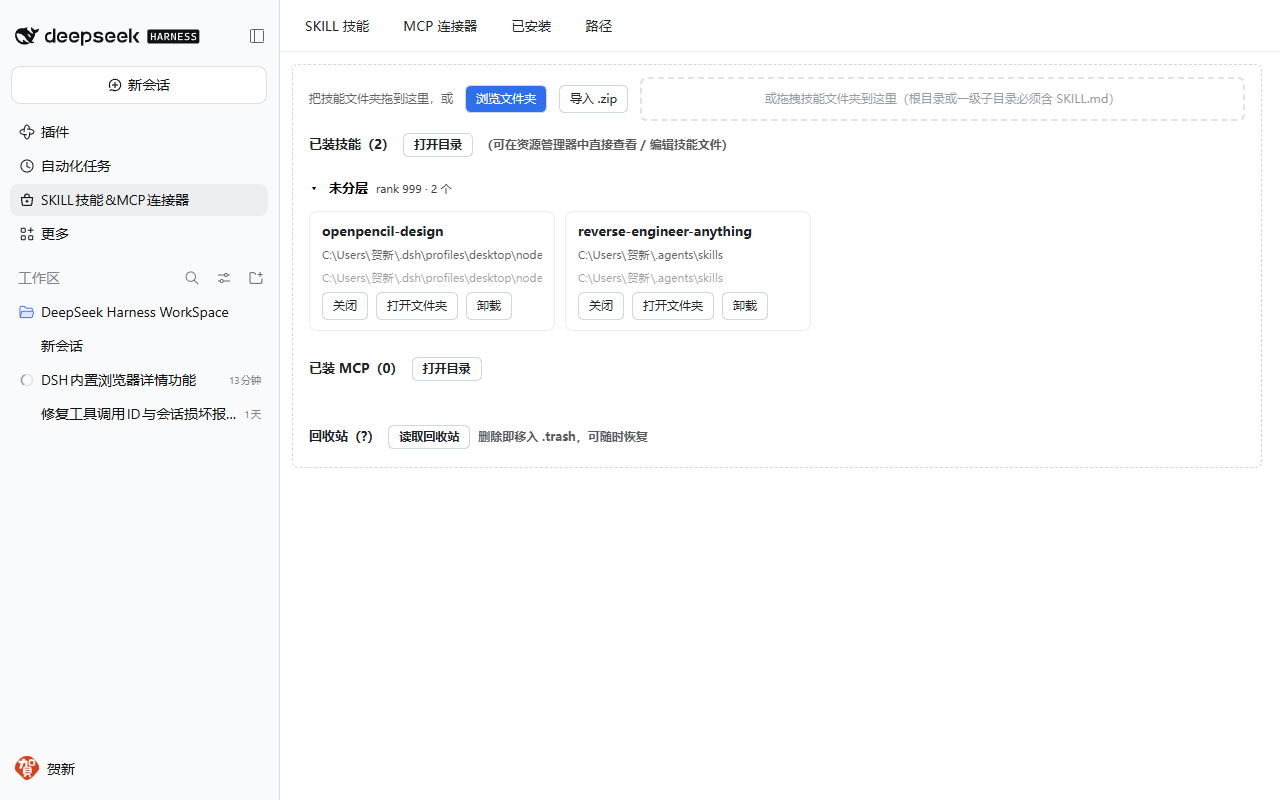 deepseek HARNESS
新会话
插件
自动化任务
SKILL 技能&MCP连接器
更多
工作区
DeepSeek Harness WorkSpace
新会话
DSH 内置浏览器详情功能 13分钟
修复工具调用 ID 与会话损坏报... 1天
贺新
SKILL 技能 MCP 连接器 已安装 路径
把技能文件夹拖到这里，或 浏览文件夹 导入 .zip 或拖拽技能文件夹到这里（根目录或一级子目录必须含 SKILL.md）
已装技能（2） 打开目录 （可在资源管理器中直接查看 / 编辑技能文件）
未分层 rank 999 · 2 个
openpencil-design
C:\Users\贺新\.dsh\profiles\desktop\node
C:\Users\贺新\.dsh\profiles\desktop\node
关闭 打开文件夹 卸载
reverse-engineer-anything
C:\Users\贺新\.agents\skills
C:\Users\贺新\.agents\skills
关闭 打开文件夹 卸载
已装 MCP（0） 打开目录
回收站（?） 读取回收站 删除即移入 .trash，可随时恢复